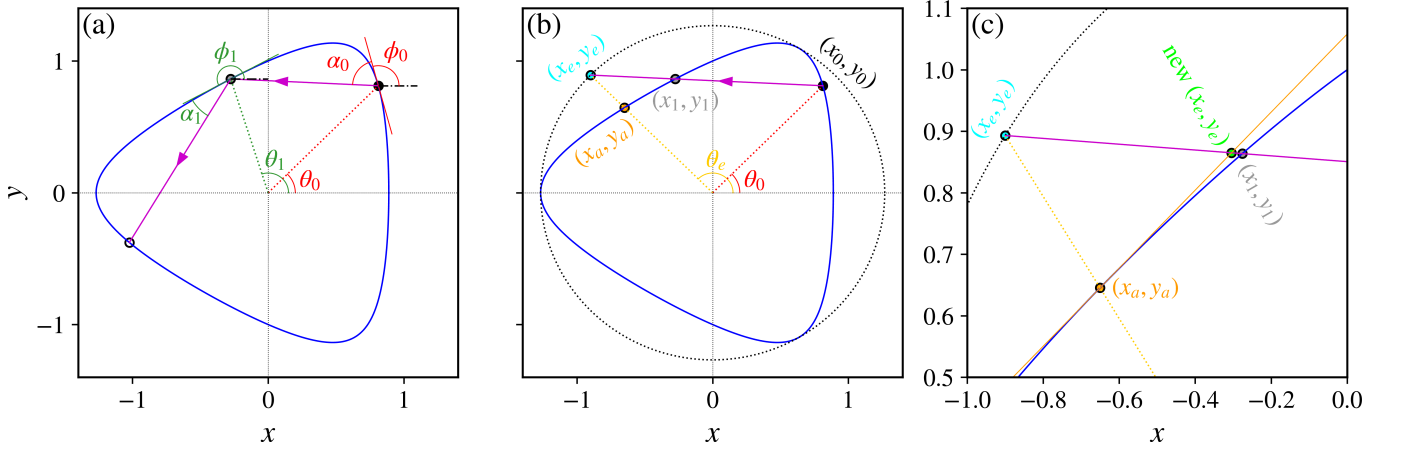 (a)
ϕ₁
α₀
ϕ₀
α₁
θ₁
θ₀
1
0
−1
y
−1
0
1
x
(b)
(xₑ, yₑ)
(x₀, y₀)
(x₁, y₁)
(xₐ, yₐ)
θₑ
θ₀
−1
0
1
x
(c)
new (xₑ, yₑ)
(xₑ, yₑ)
(x₁, y₁)
(xₐ, yₐ)
1.1
1.0
0.9
0.8
0.7
0.6
0.5
−1.0
−0.8
−0.6
−0.4
−0.2
0.0
x